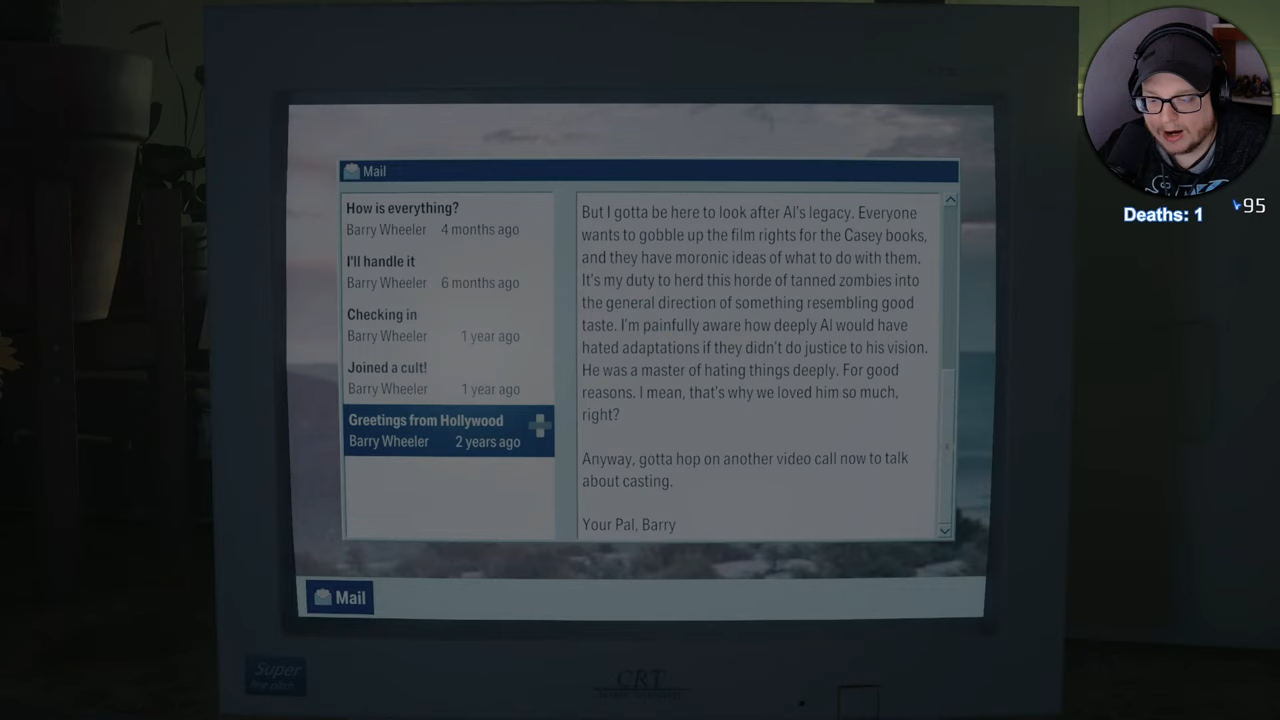 Mail
How is everything?
Barry Wheeler 4 months ago
I'll handle it
Barry Wheeler 6 months ago
Checking in
Barry Wheeler 1 year ago
Joined a cult!
Barry Wheeler 1 year ago
Greetings from Hollywood
Barry Wheeler 2 years ago
But I gotta be here to look after Al's legacy. Everyone
wants to gobble up the film rights for the Casey books,
and they have moronic ideas of what to do with them.
It's my duty to herd this horde of tanned zombies into
the general direction of something resembling good
taste. I'm painfully aware how deeply Al would have
hated adaptations if they didn't do justice to his vision.
He was a master of hating things deeply. For good
reasons. I mean, that's why we loved him so much,
right?
Anyway, gotta hop on another video call now to talk
about casting.
Your Pal, Barry
Mail
Deaths: 1
95
Super
fine pitch
CRT